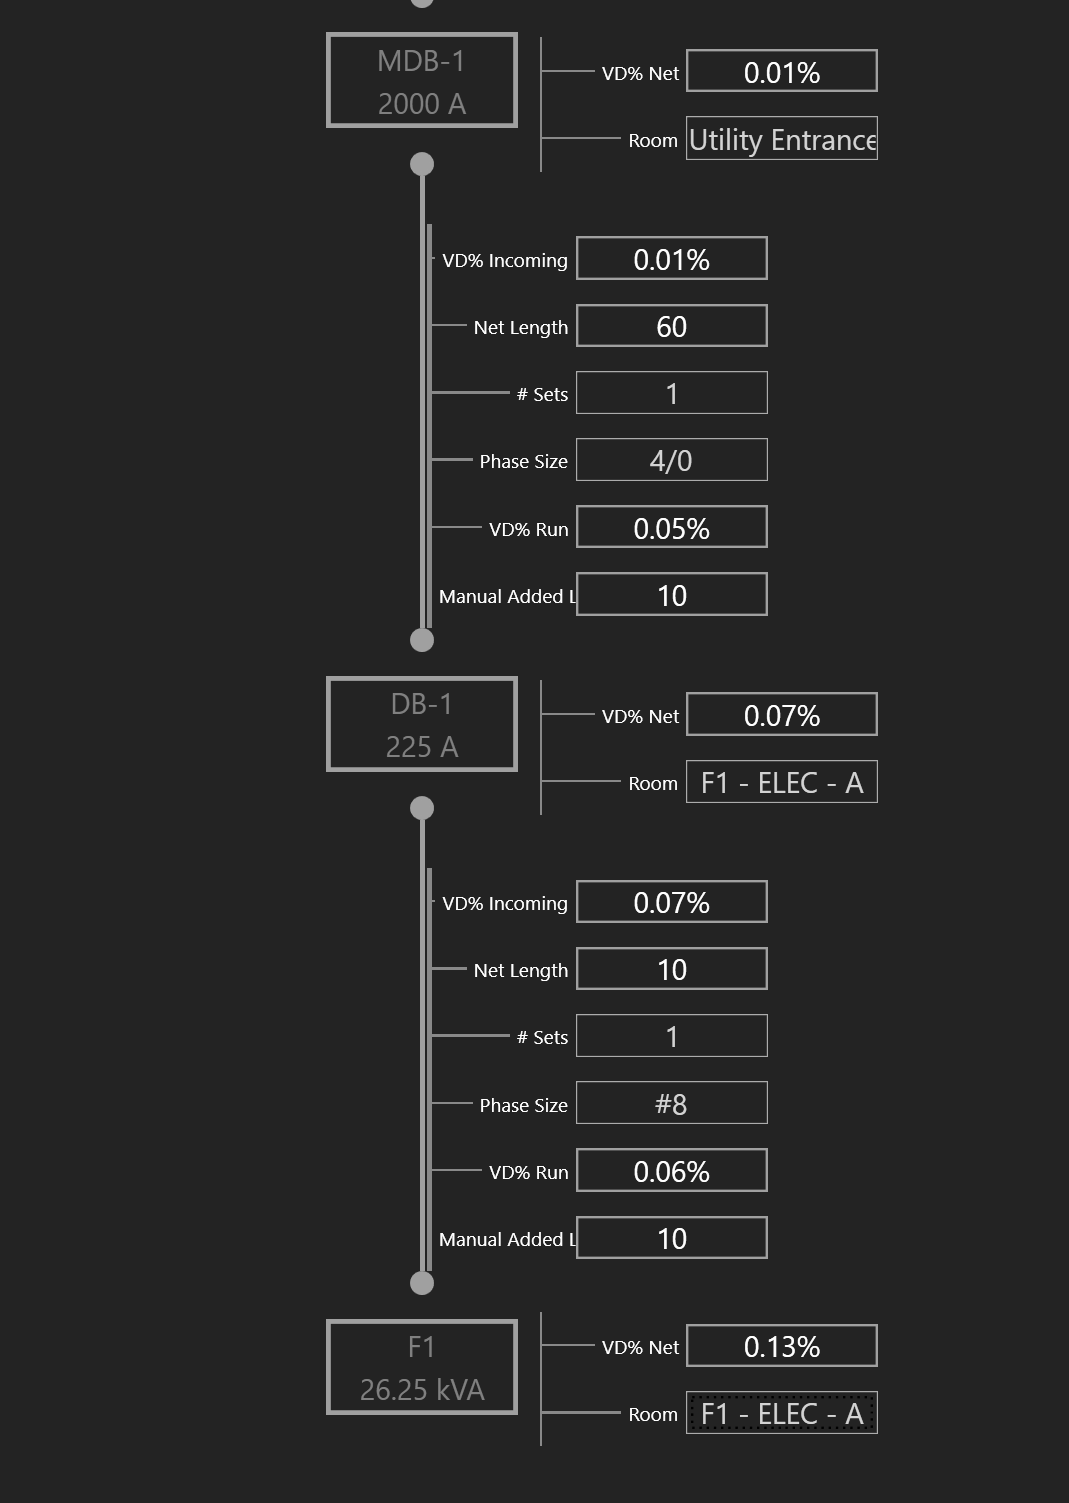 MDB-1
2000 A
VD% Net 0.01%
Room Utility Entrance
VD% Incoming 0.01%
Net Length 60
# Sets 1
Phase Size 4/0
VD% Run 0.05%
Manual Added L 10
DB-1
225 A
VD% Net 0.07%
Room F1 - ELEC - A
VD% Incoming 0.07%
Net Length 10
# Sets 1
Phase Size #8
VD% Run 0.06%
Manual Added L 10
F1
26.25 kVA
VD% Net 0.13%
Room F1 - ELEC - A